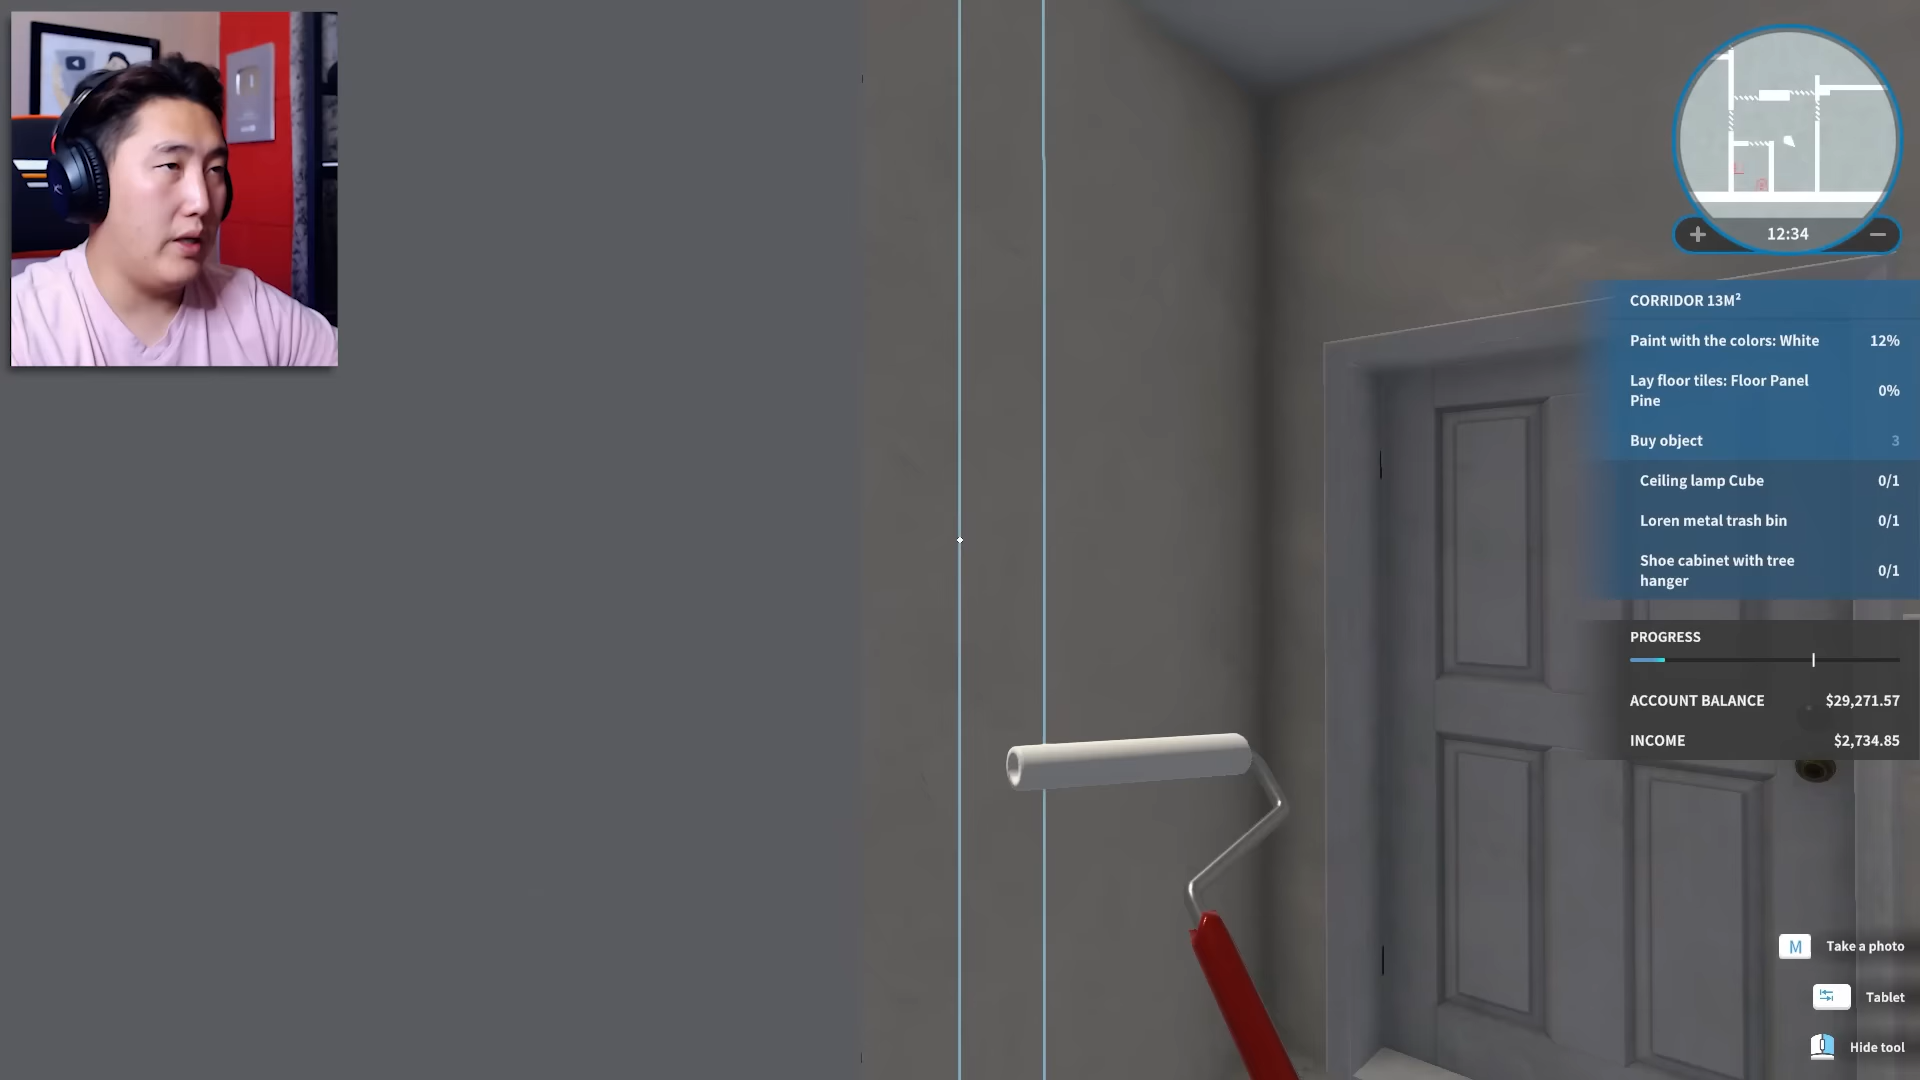 12:34
CORRIDOR 13M²
Paint with the colors: White 12%
Lay floor tiles: Floor Panel
Pine 0%
Buy object 3
Ceiling lamp Cube 0/1
Loren metal trash bin 0/1
Shoe cabinet with tree
hanger 0/1
PROGRESS
ACCOUNT BALANCE $29,271.57
INCOME $2,734.85
M Take a photo
Tablet
Hide tool